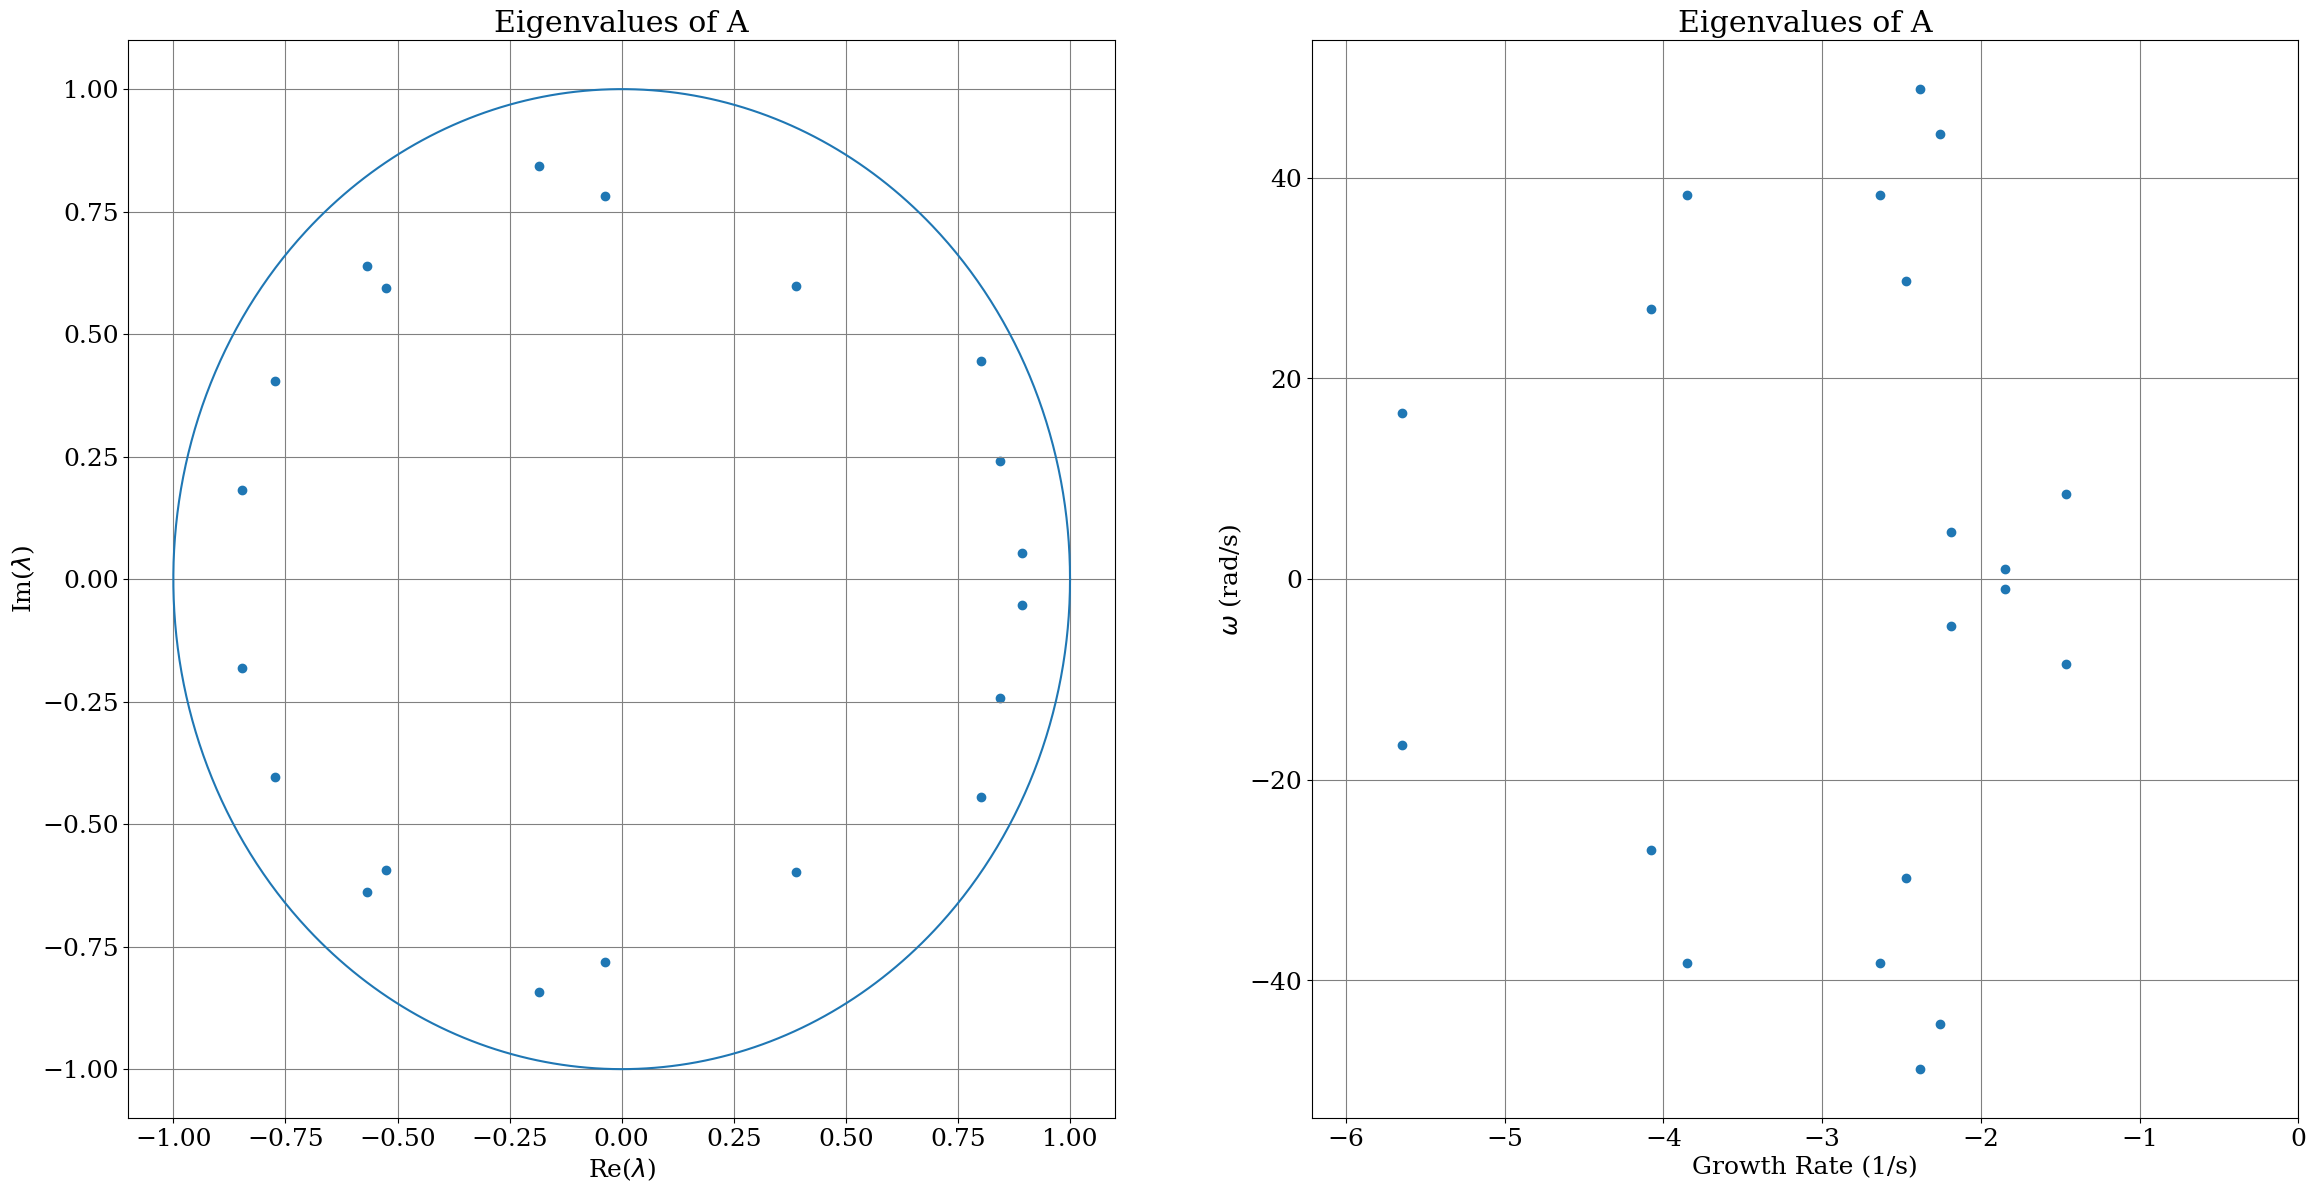 Eigenvalues of A
1.00
0.75
0.50
0.25
0.00
−0.25
−0.50
−0.75
−1.00
Im(λ)
−1.00 −0.75 −0.50 −0.25 0.00 0.25 0.50 0.75 1.00
Re(λ)
Eigenvalues of A
40
20
0
−20
−40
ω (rad/s)
−6 −5 −4 −3 −2 −1 0
Growth Rate (1/s)